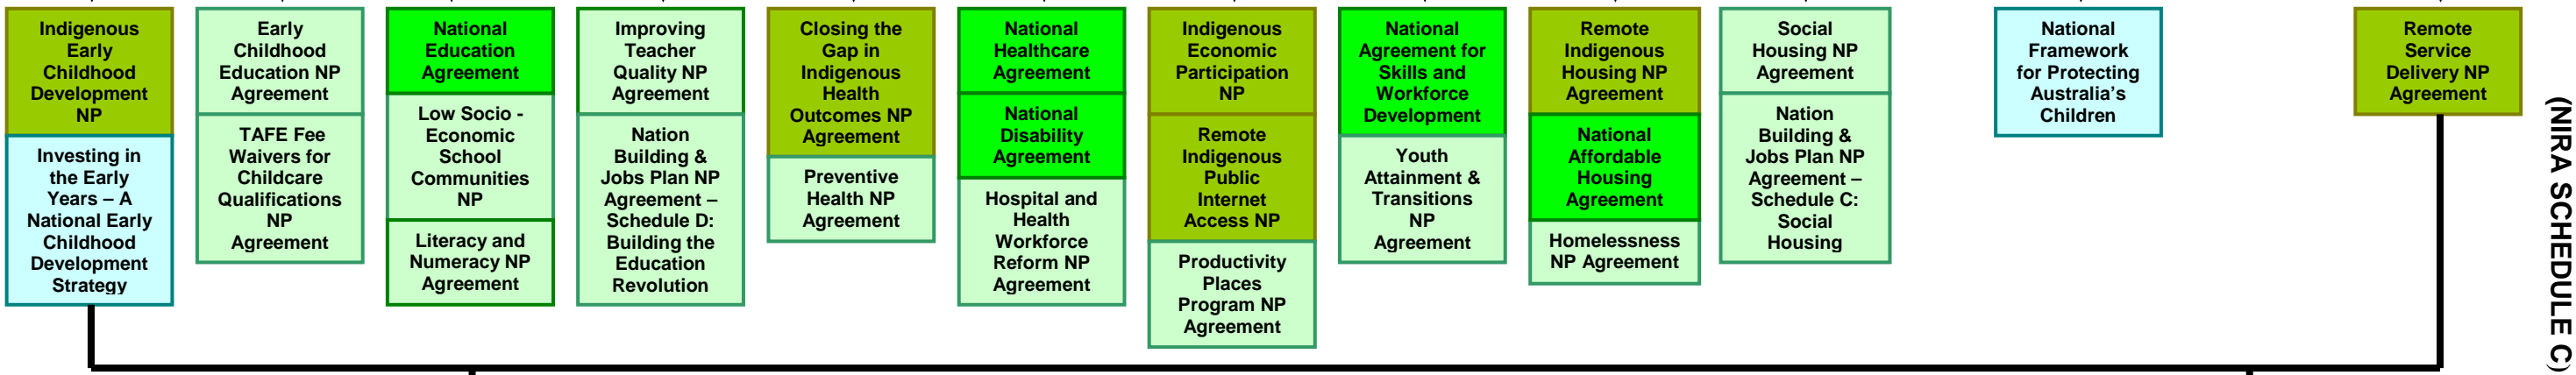 Indigenous
Early
Childhood
Development
NP
Investing in
the Early
Years – A
National Early
Childhood
Development
Strategy
Early
Childhood
Education NP
Agreement
TAFE Fee
Waivers for
Childcare
Qualifications
NP
Agreement
National
Education
Agreement
Low Socio -
Economic
School
Communities
NP
Literacy and
Numeracy NP
Agreement
Improving
Teacher
Quality NP
Agreement
Nation
Building &
Jobs Plan NP
Agreement –
Schedule D:
Building the
Education
Revolution
Closing the
Gap in
Indigenous
Health
Outcomes NP
Agreement
Preventive
Health NP
Agreement
National
Healthcare
Agreement
National
Disability
Agreement
Hospital and
Health
Workforce
Reform NP
Agreement
Indigenous
Economic
Participation
NP
Remote
Indigenous
Public
Internet
Access NP
Productivity
Places
Program NP
Agreement
National
Agreement for
Skills and
Workforce
Development
Youth
Attainment &
Transitions
NP
Agreement
Remote
Indigenous
Housing NP
Agreement
National
Affordable
Housing
Agreement
Homelessness
NP Agreement
Social
Housing NP
Agreement
Nation
Building &
Jobs Plan NP
Agreement –
Schedule C:
Social
Housing
National
Framework
for Protecting
Australia's
Children
Remote
Service
Delivery NP
Agreement
(NIRA SCHEDULE C)